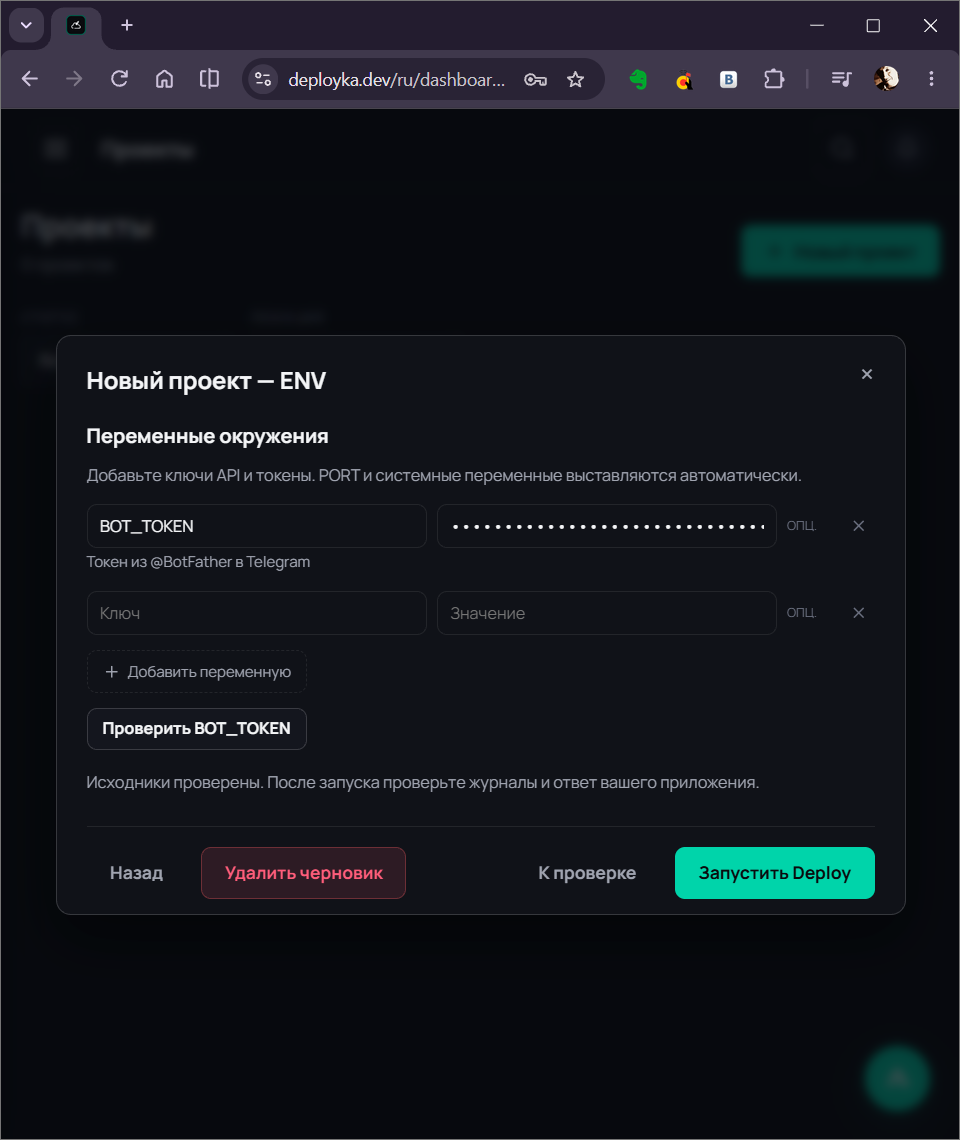 deployka.dev/ru/dashboar...
Проекты
Проекты
Новый проект — ENV
Переменные окружения
Добавьте ключи API и токены. PORT и системные переменные выставляются автоматически.
BOT_TOKEN •••••••••••••••••••••••••••••• ОПЦ.
Токен из @BotFather в Telegram
Ключ Значение ОПЦ.
+ Добавить переменную
Проверить BOT_TOKEN
Исходники проверены. После запуска проверьте журналы и ответ вашего приложения.
Назад Удалить черновик К проверке Запустить Deploy